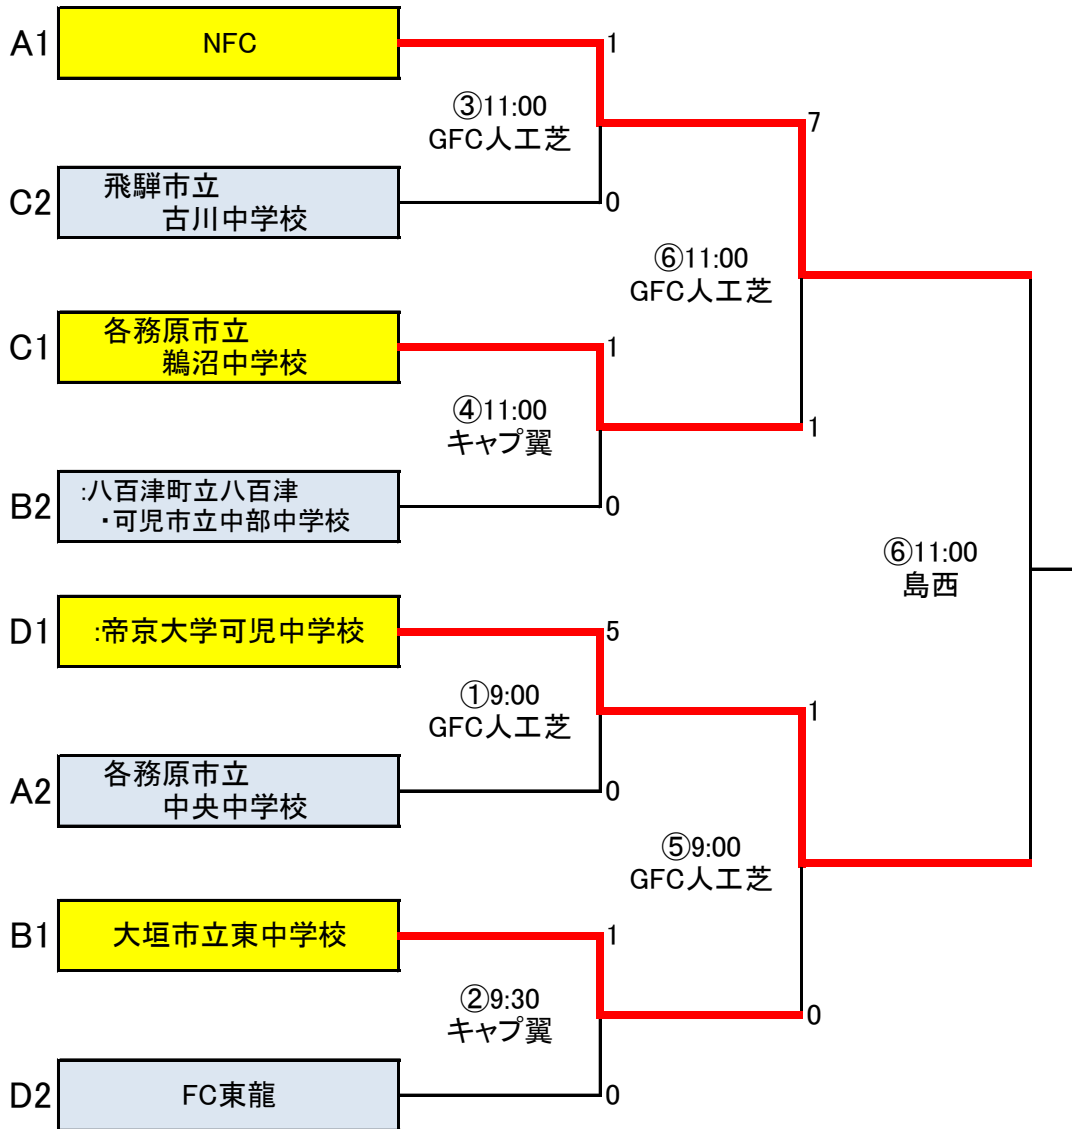 A1
NFC
1
③11:00
GFC人工芝
7
C2
飛騨市立
古川中学校
0
⑥11:00
GFC人工芝
C1
各務原市立
鵜沼中学校
1
④11:00
キャプ翼
1
B2
:八百津町立八百津
・可児市立中部中学校
0
⑥11:00
島西
D1
:帝京大学可児中学校
5
①9:00
GFC人工芝
1
A2
各務原市立
中央中学校
0
⑤9:00
GFC人工芝
B1
大垣市立東中学校
1
②9:30
キャプ翼
0
D2
FC東龍
0